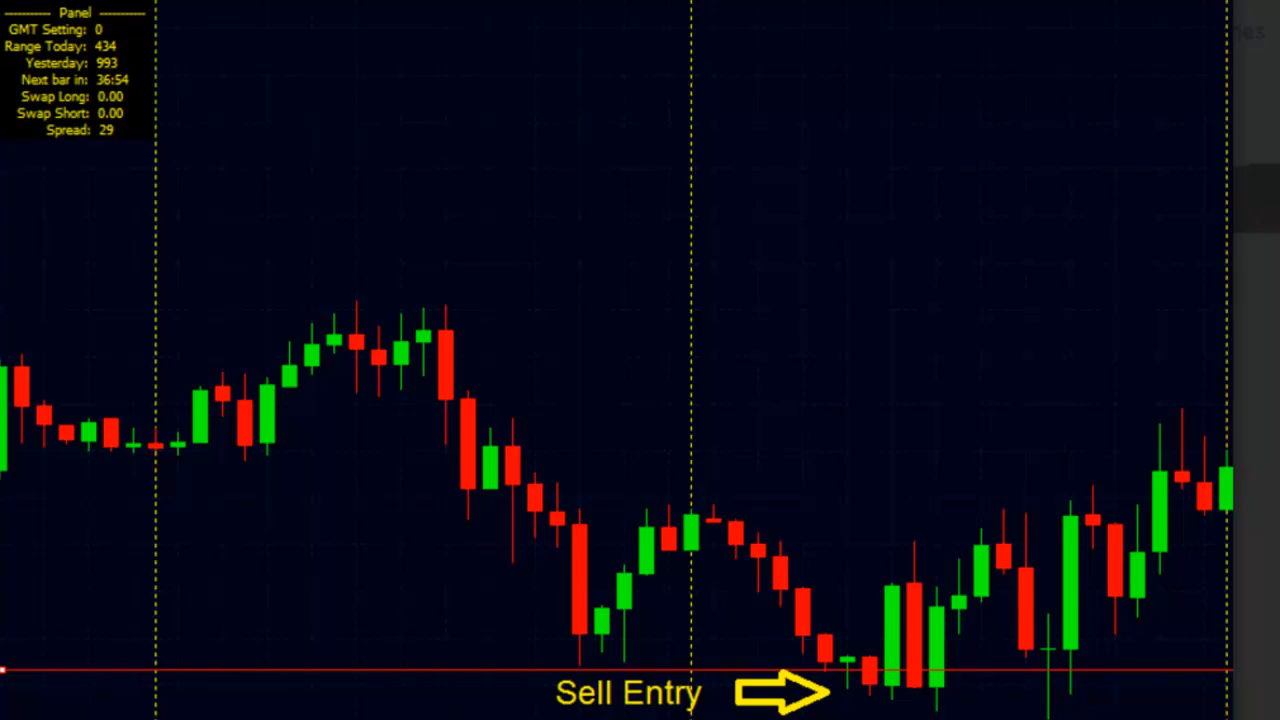 ---------- Panel ----------
GMT Setting: 0
Range Today: 434
Yesterday: 993
Next bar in: 36:54
Swap Long: 0.00
Swap Short: 0.00
Spread: 29
Sell Entry